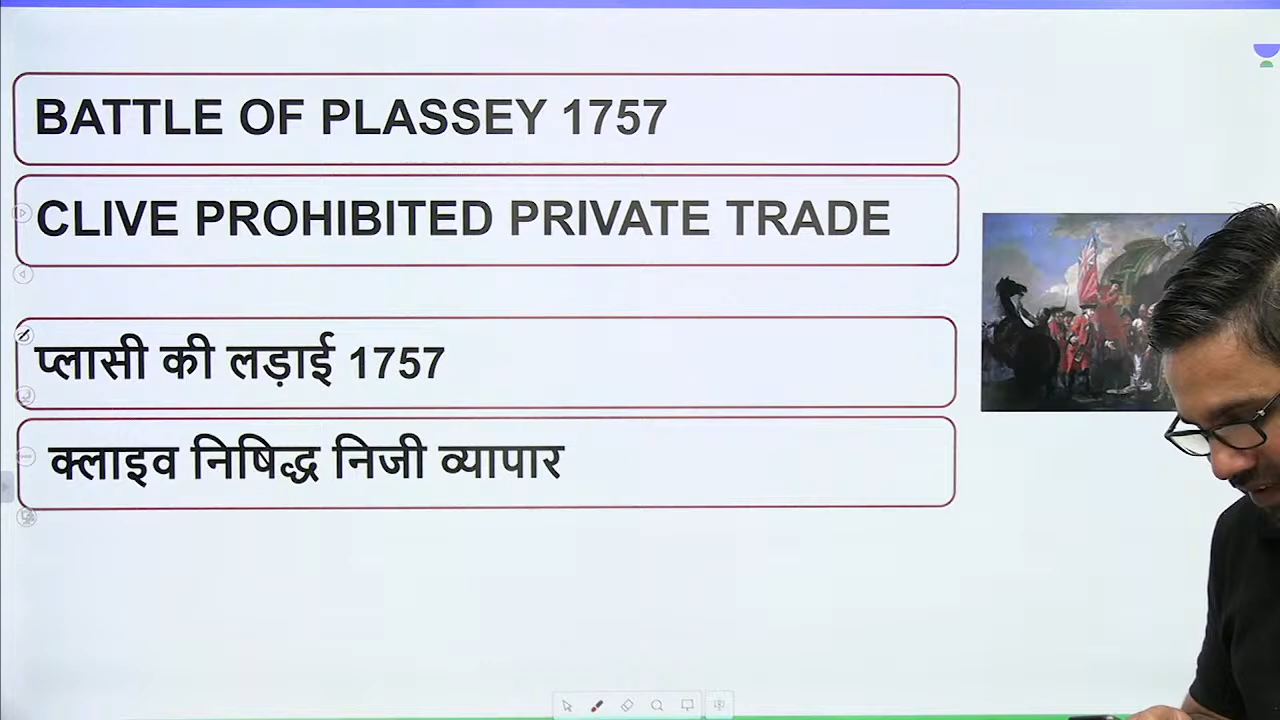 BATTLE OF PLASSEY 1757
CLIVE PROHIBITED PRIVATE TRADE
प्लासी की लड़ाई 1757
क्लाइव निषिद्ध निजी व्यापार